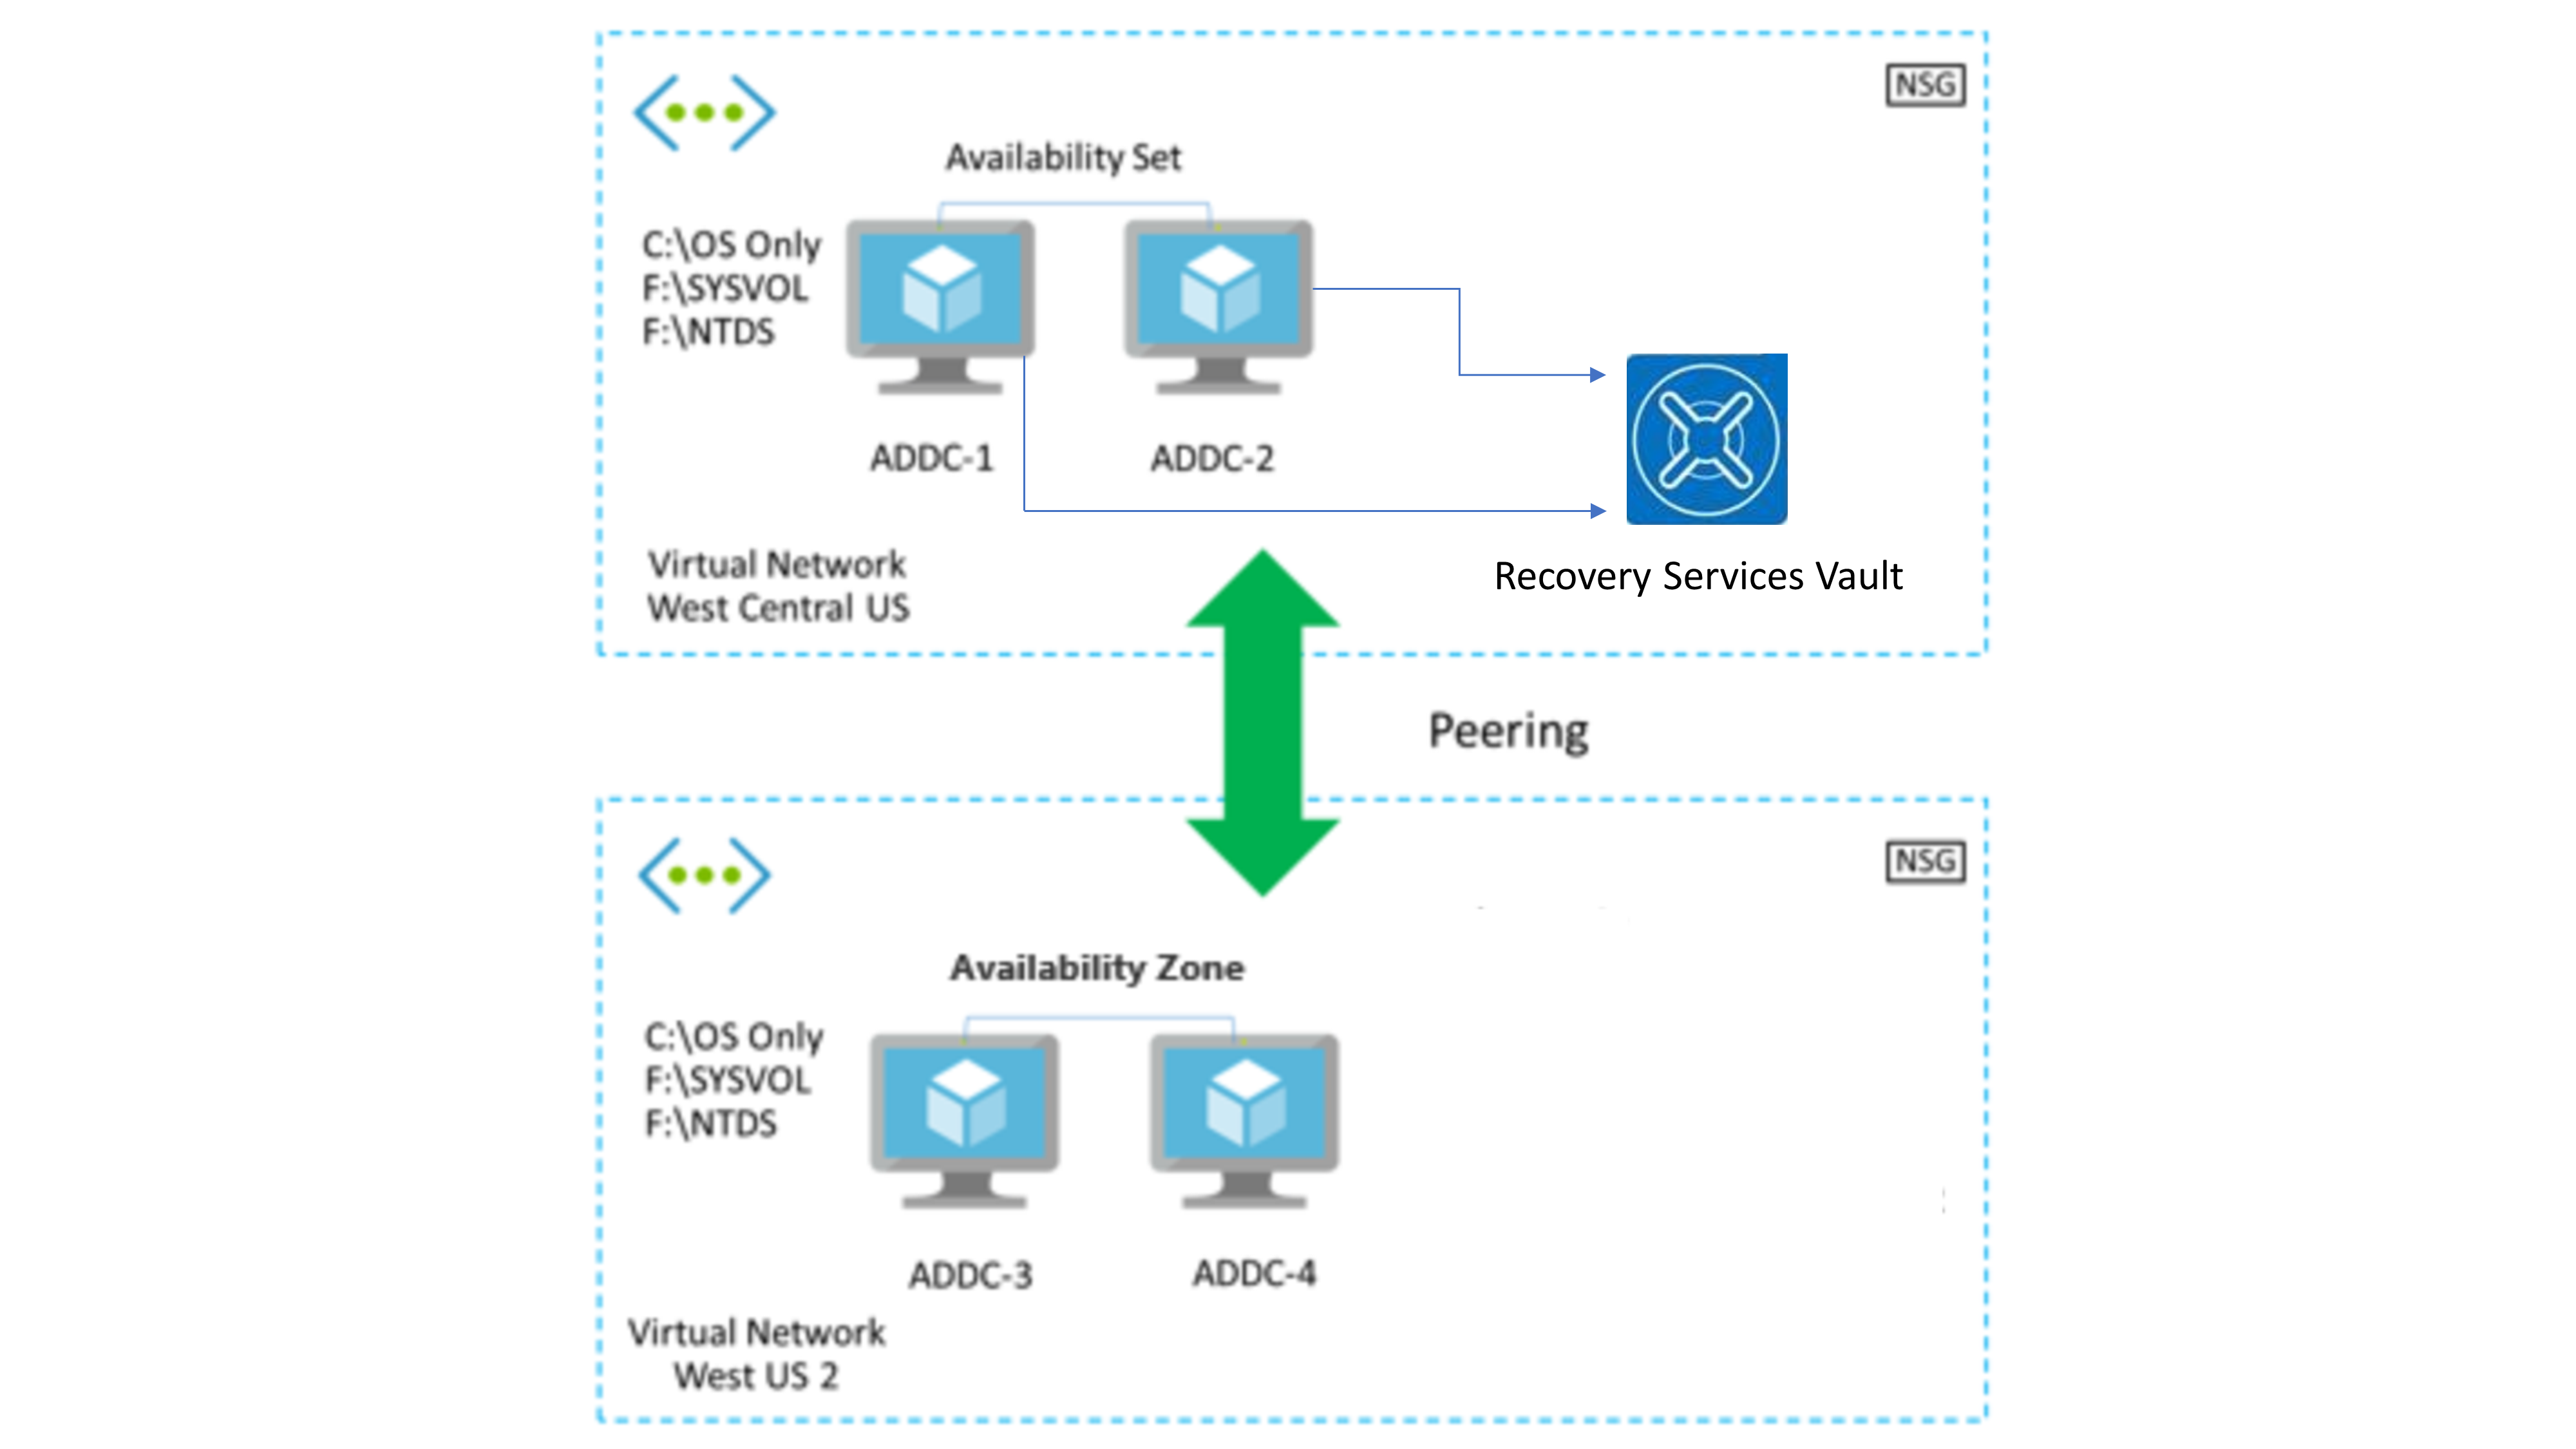 NSG
Availability Set
C:\OS Only
F:\SYSVOL
F:\NTDS
ADDC-1
ADDC-2
Recovery Services Vault
Virtual Network
West Central US
Peering
NSG
Availability Zone
C:\OS Only
F:\SYSVOL
F:\NTDS
ADDC-3
ADDC-4
Virtual Network
West US 2